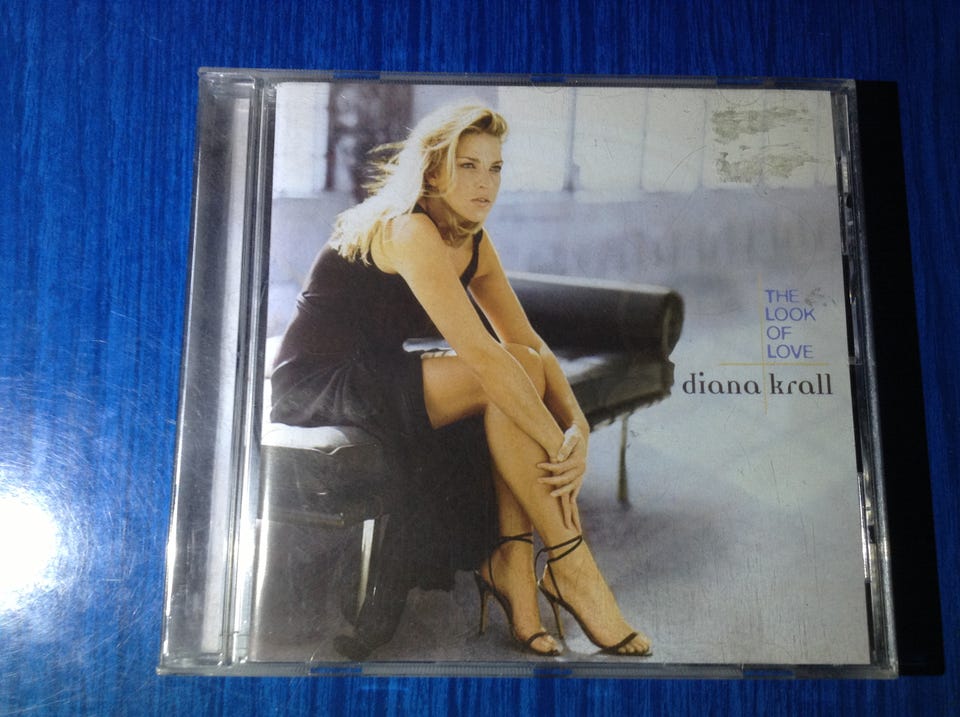 THE
LOOK
OF
LOVE
diana krall